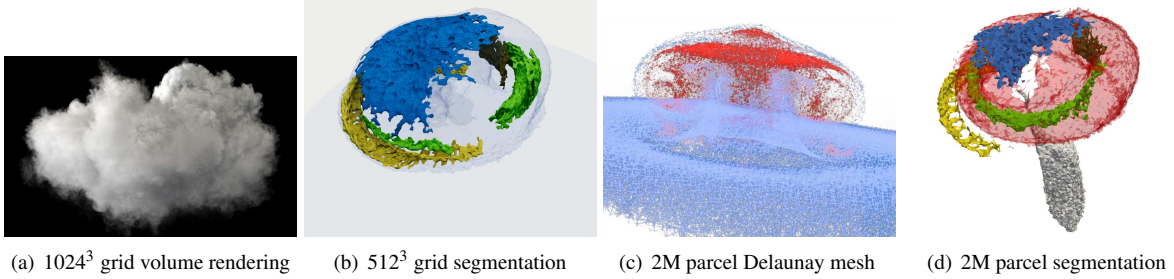 (a) 1024³ grid volume rendering
(b) 512³ grid segmentation
(c) 2M parcel Delaunay mesh
(d) 2M parcel segmentation